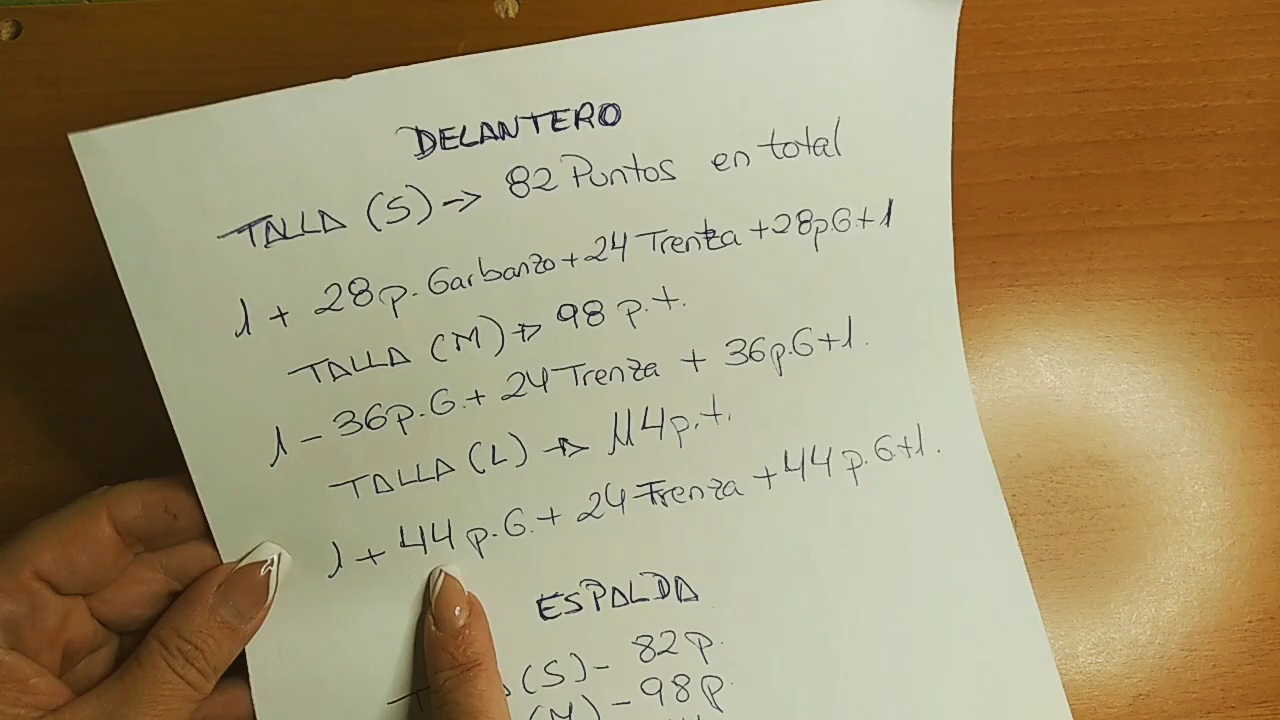 DELANTERO
TALLA (S) → 82 Puntos en total
1 + 28 p. Garbanzo + 24 Trenza + 28 p G + 1
TALLA (M) → 98 p. t.
1 - 36 p. G. + 24 Trenza + 36 p. G + 1.
TALLA (L) → 114 p. t.
1 + 44 p. G. + 24 Trenza + 44 p. G + 1.
ESPALDA
(S) - 82 p.
(M) - 98 p